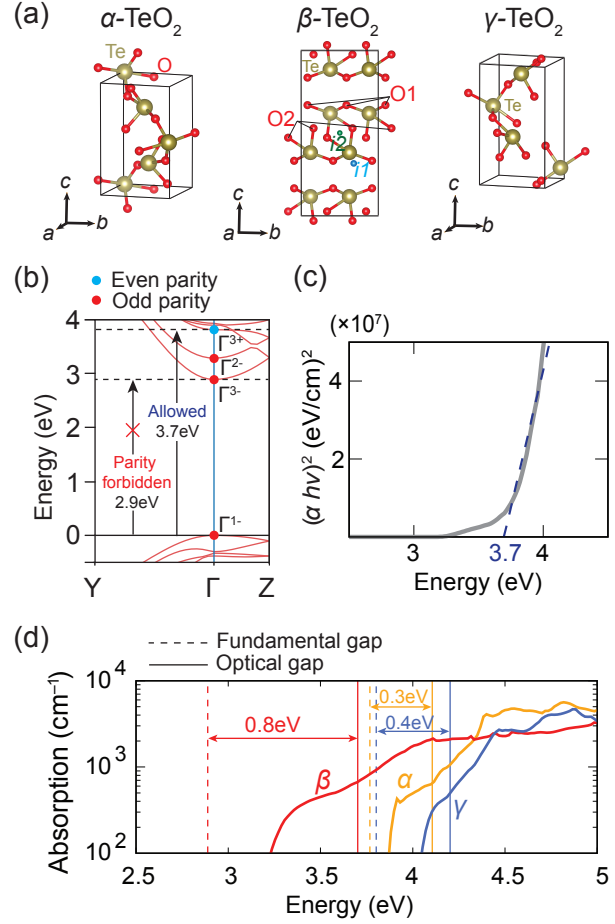 (a)
α-TeO2
β-TeO2
γ-TeO2
Te
O
Te
O1
O2
i2
i1
Te
c
a
b
c
a
b
c
a
b
(b)
Even parity
Odd parity
Energy (eV)
4
3
2
1
0
Γ3+
Γ2-
Γ3-
Allowed
3.7eV
Parity
forbidden
2.9eV
Γ1-
Y
Γ
Z
(c)
(×10⁷)
(α hν)² (eV/cm)²
4
2
3
3.7
4
Energy (eV)
(d)
Fundamental gap
Optical gap
Absorption (cm⁻¹)
10⁴
10³
10²
0.3eV
0.8eV
0.4eV
β
α
γ
2.5
3
3.5
4
4.5
5
Energy (eV)